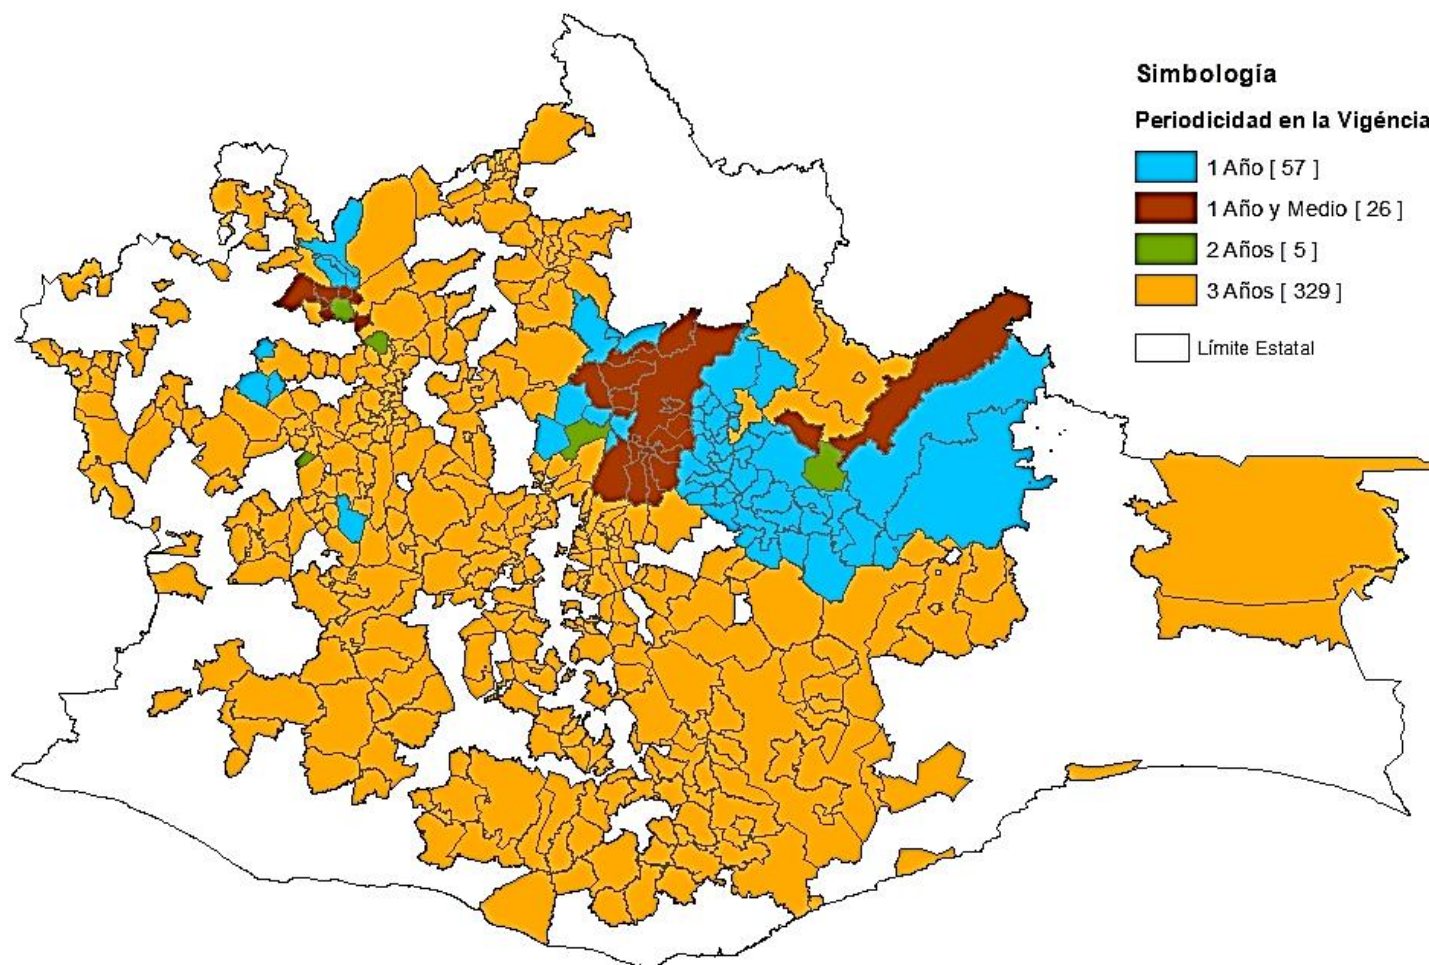 Simbología
Periodicidad en la Vigéncia
1 Año [ 57 ]
1 Año y Medio [ 26 ]
2 Años [ 5 ]
3 Años [ 329 ]
Límite Estatal